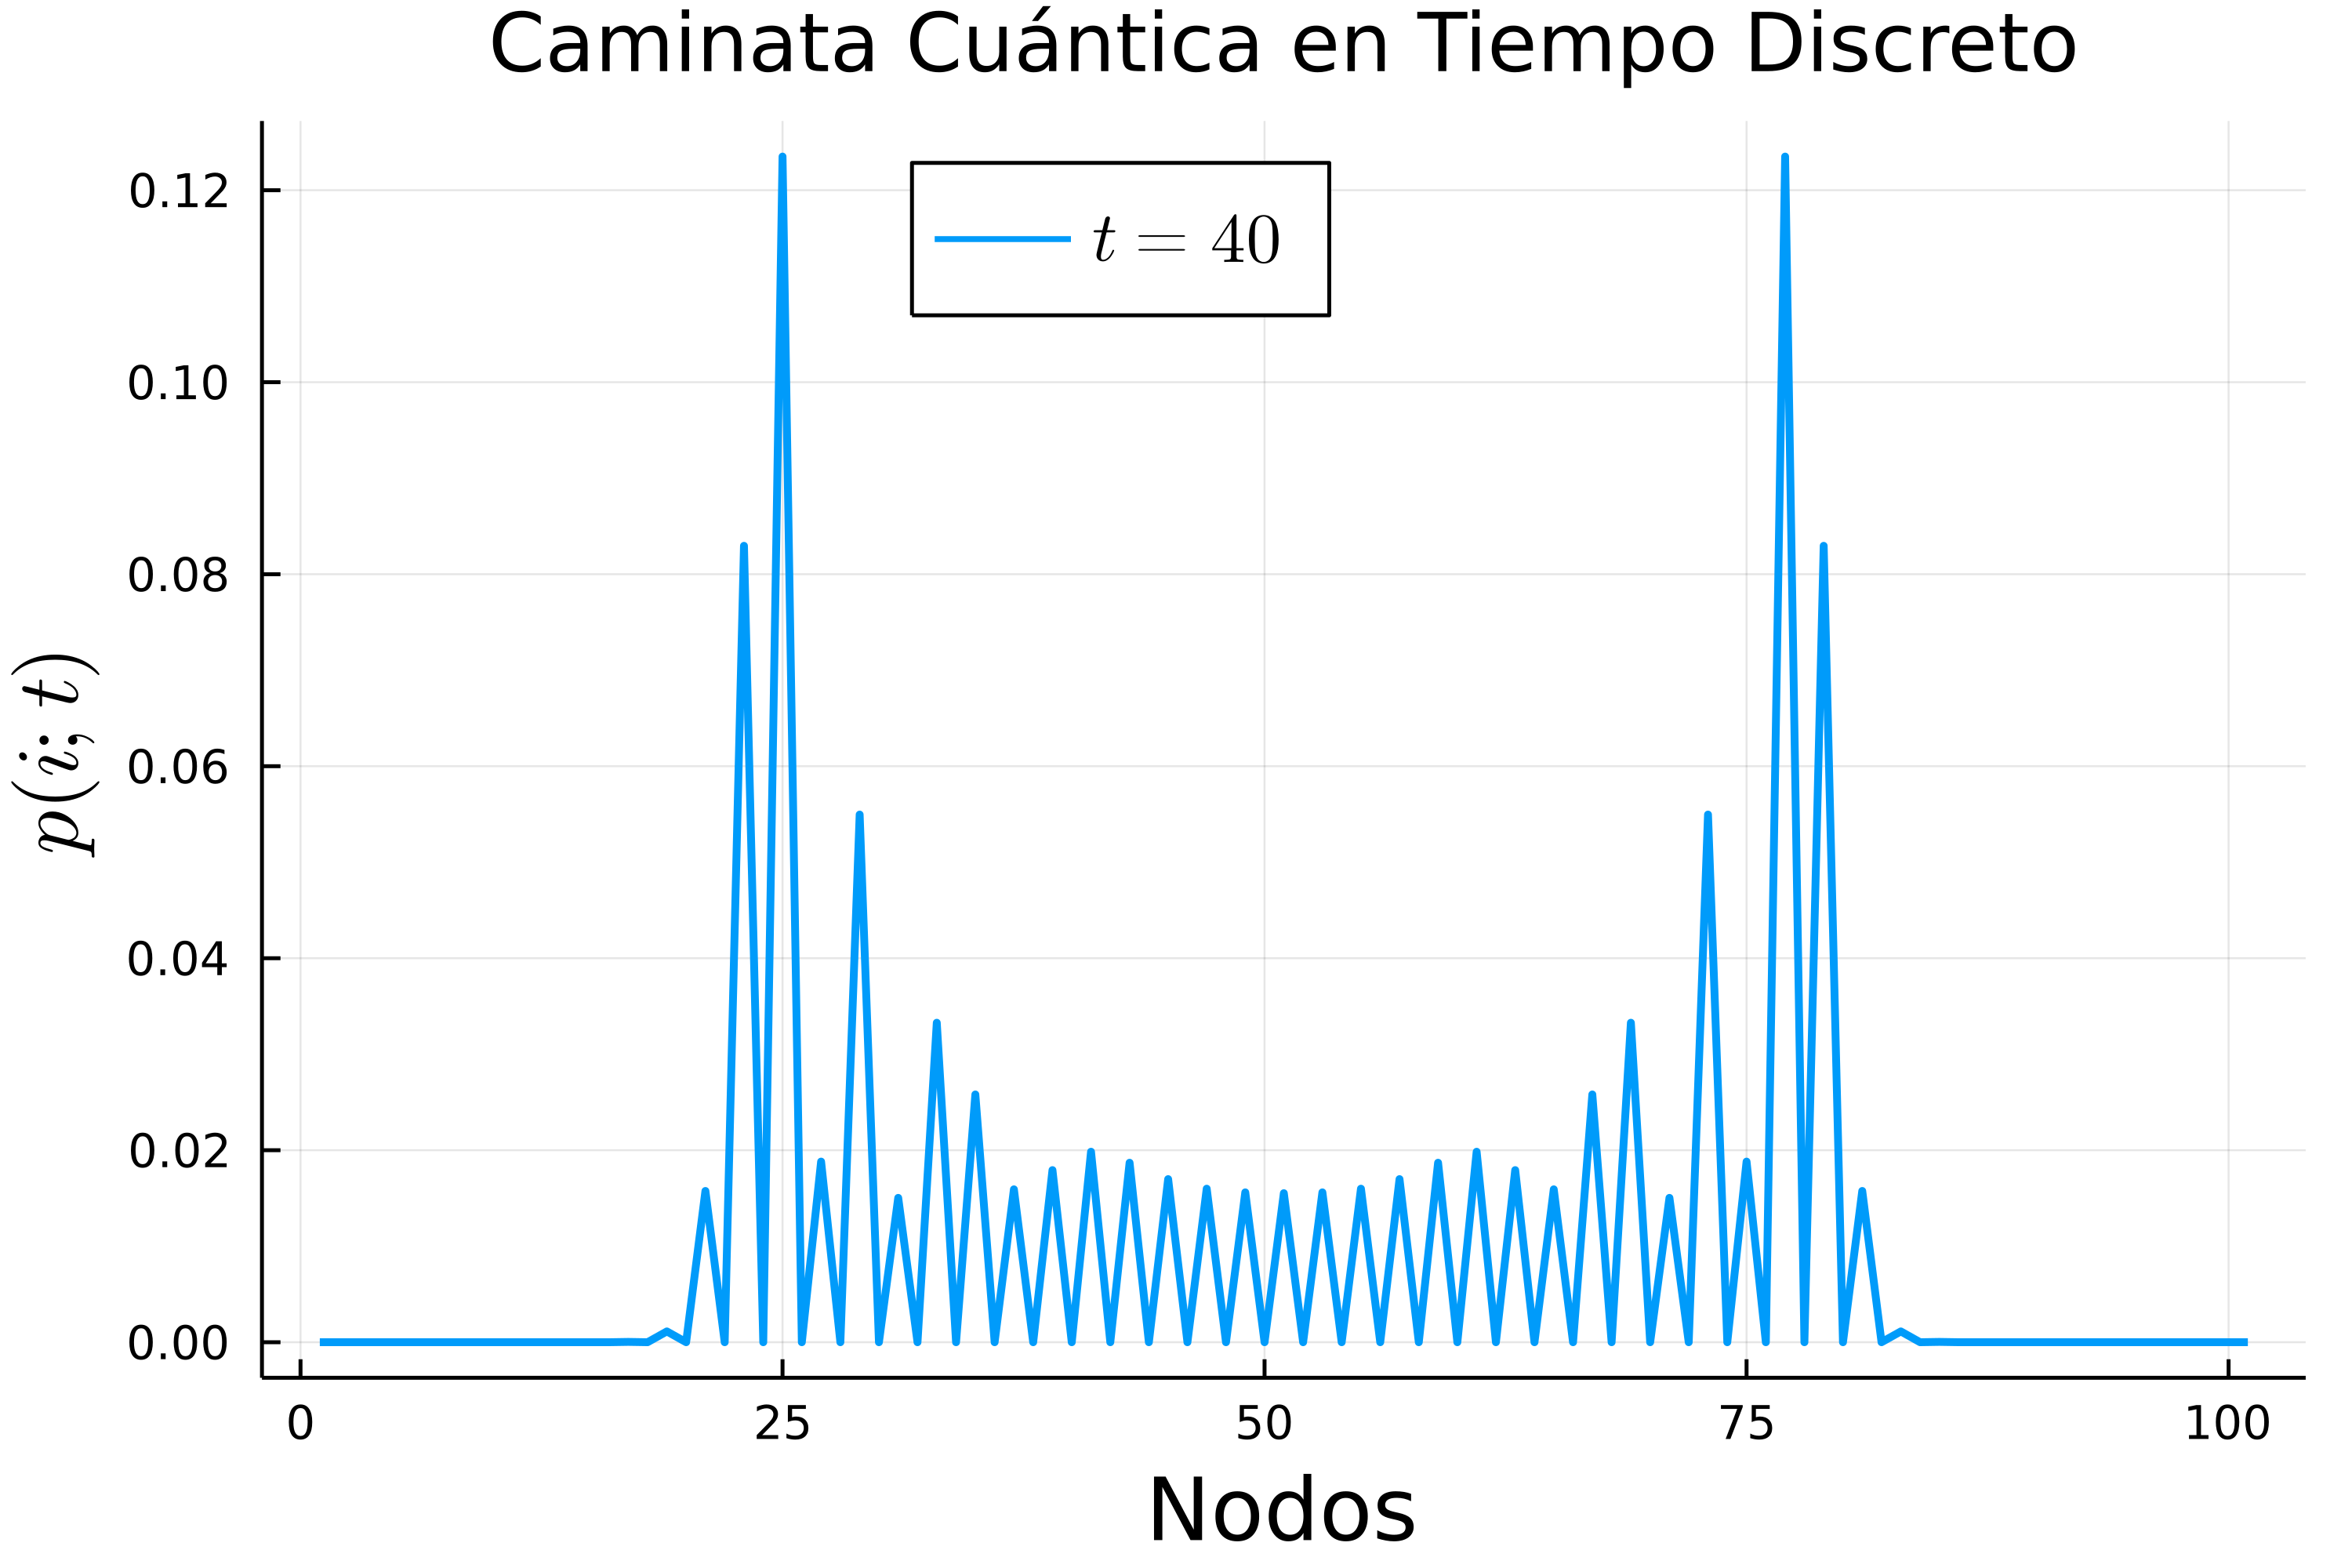 Caminata Cuántica en Tiempo Discreto
t = 40
p(i; t)
0.12
0.10
0.08
0.06
0.04
0.02
0.00
0 25 50 75 100
Nodos